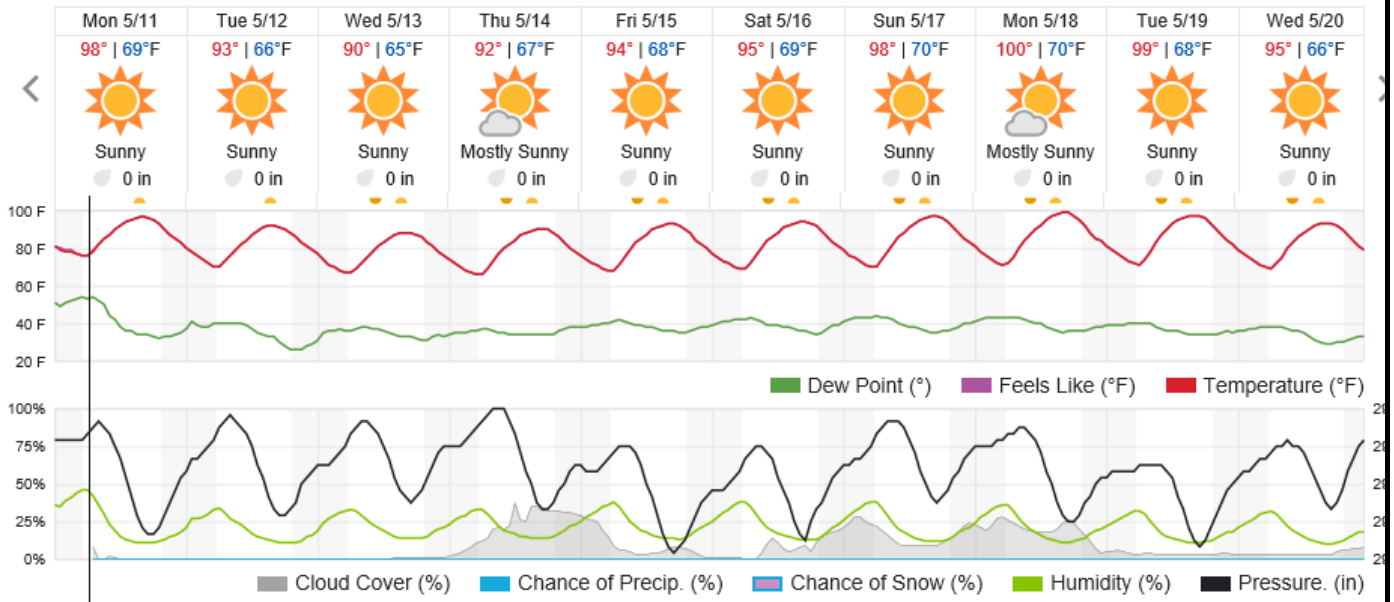 Mon 5/11 Tue 5/12 Wed 5/13 Thu 5/14 Fri 5/15 Sat 5/16 Sun 5/17 Mon 5/18 Tue 5/19 Wed 5/20
98° | 69°F 93° | 66°F 90° | 65°F 92° | 67°F 94° | 68°F 95° | 69°F 98° | 70°F 100° | 70°F 99° | 68°F 95° | 66°F
Sunny Sunny Sunny Mostly Sunny Sunny Sunny Sunny Mostly Sunny Sunny Sunny
0 in 0 in 0 in 0 in 0 in 0 in 0 in 0 in 0 in 0 in
100 F
80 F
60 F
40 F
20 F
Dew Point (°) Feels Like (°F) Temperature (°F)
100%
75%
50%
25%
0%
Cloud Cover (%) Chance of Precip. (%) Chance of Snow (%) Humidity (%) Pressure. (in)